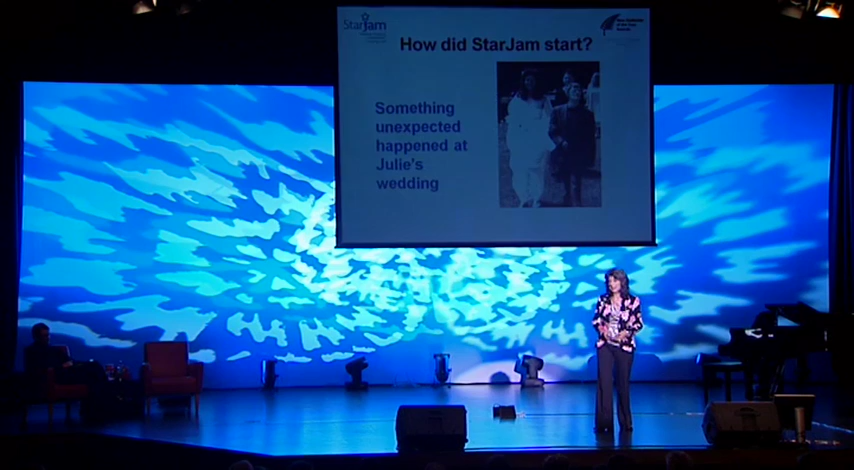 StarJam
How did StarJam start?
Something
unexpected
happened at
Julie's
wedding